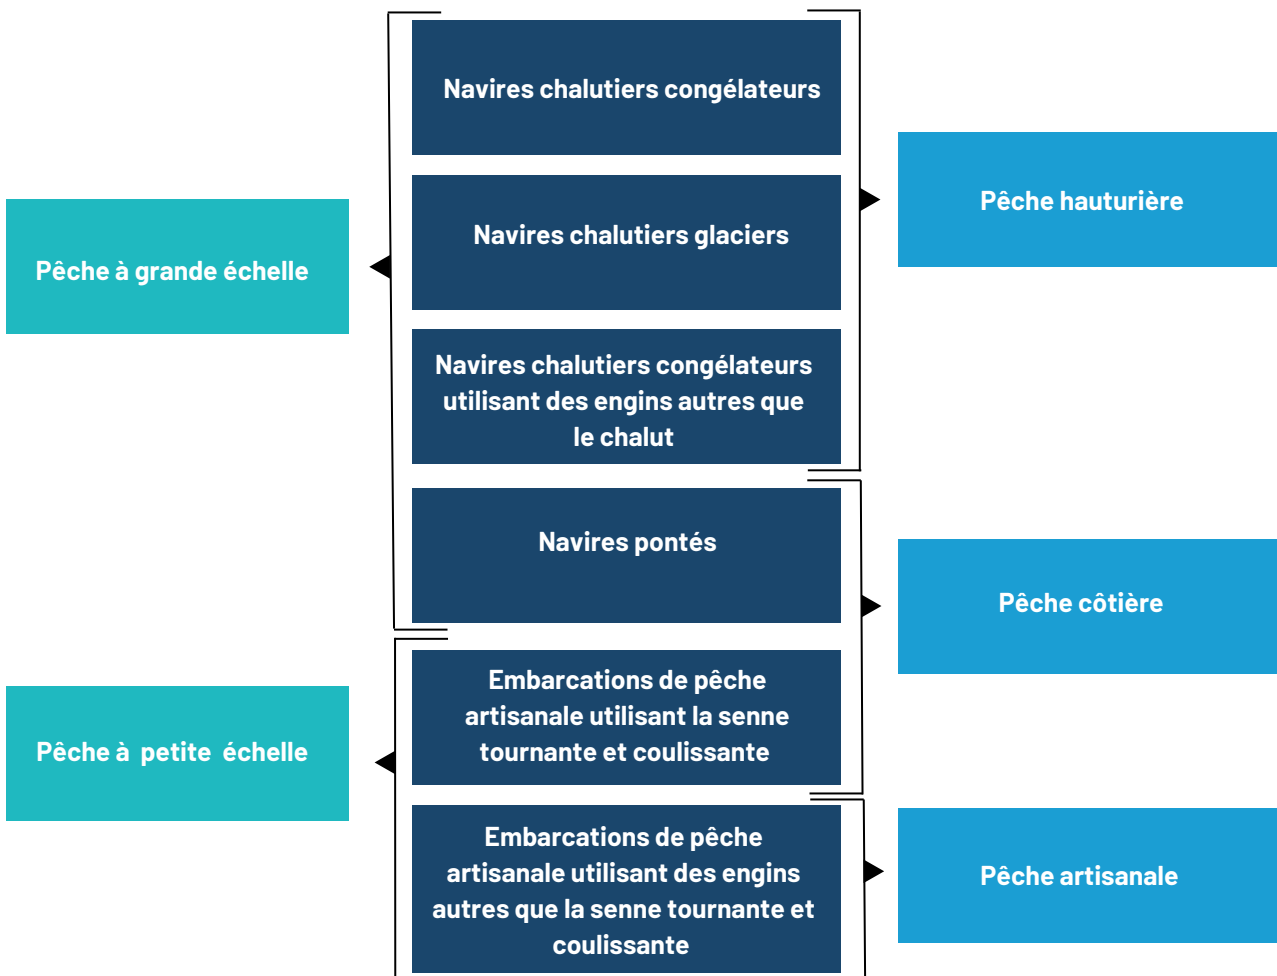 Navires chalutiers congélateurs
Pêche hauturière
Navires chalutiers glaciers
Pêche à grande échelle
Navires chalutiers congélateurs
utilisant des engins autres que
le chalut
Navires pontés
Pêche côtière
Embarcations de pêche
artisanale utilisant la senne
tournante et coulissante
Pêche à petite échelle
Embarcations de pêche
artisanale utilisant des engins
autres que la senne tournante et
coulissante
Pêche artisanale